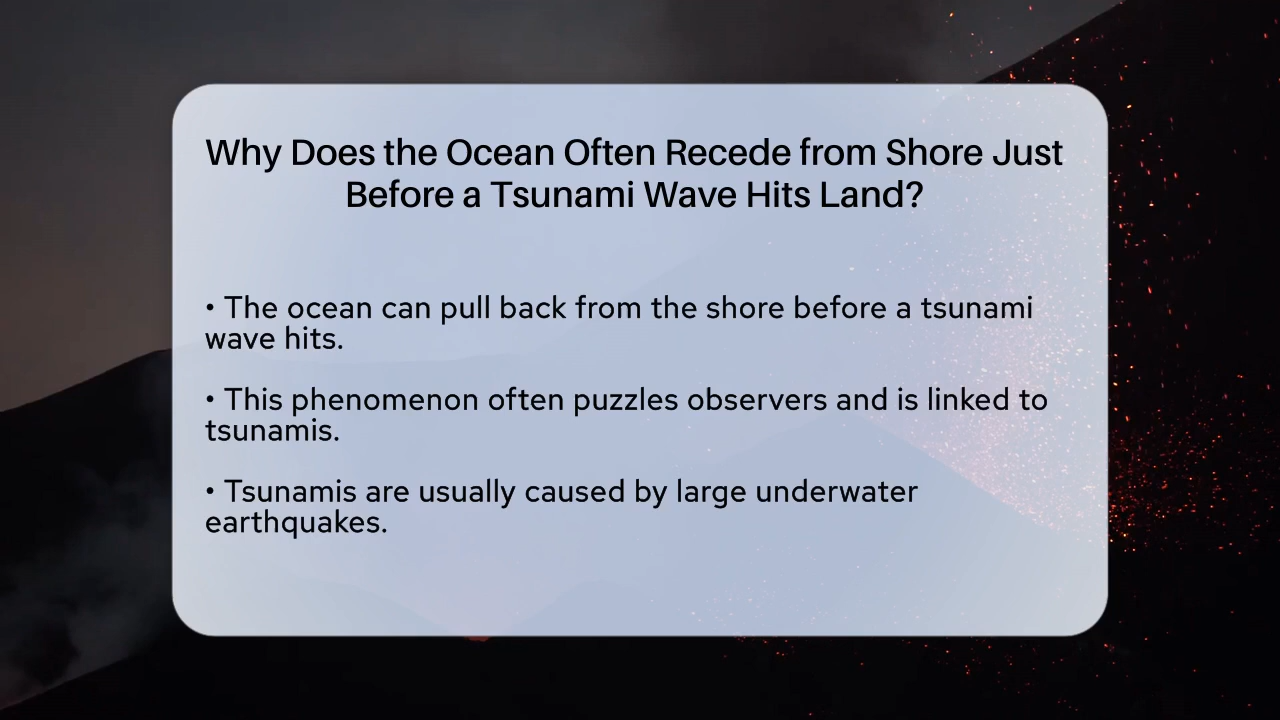 Why Does the Ocean Often Recede from Shore Just
Before a Tsunami Wave Hits Land?
• The ocean can pull back from the shore before a tsunami
wave hits.
• This phenomenon often puzzles observers and is linked to
tsunamis.
• Tsunamis are usually caused by large underwater
earthquakes.